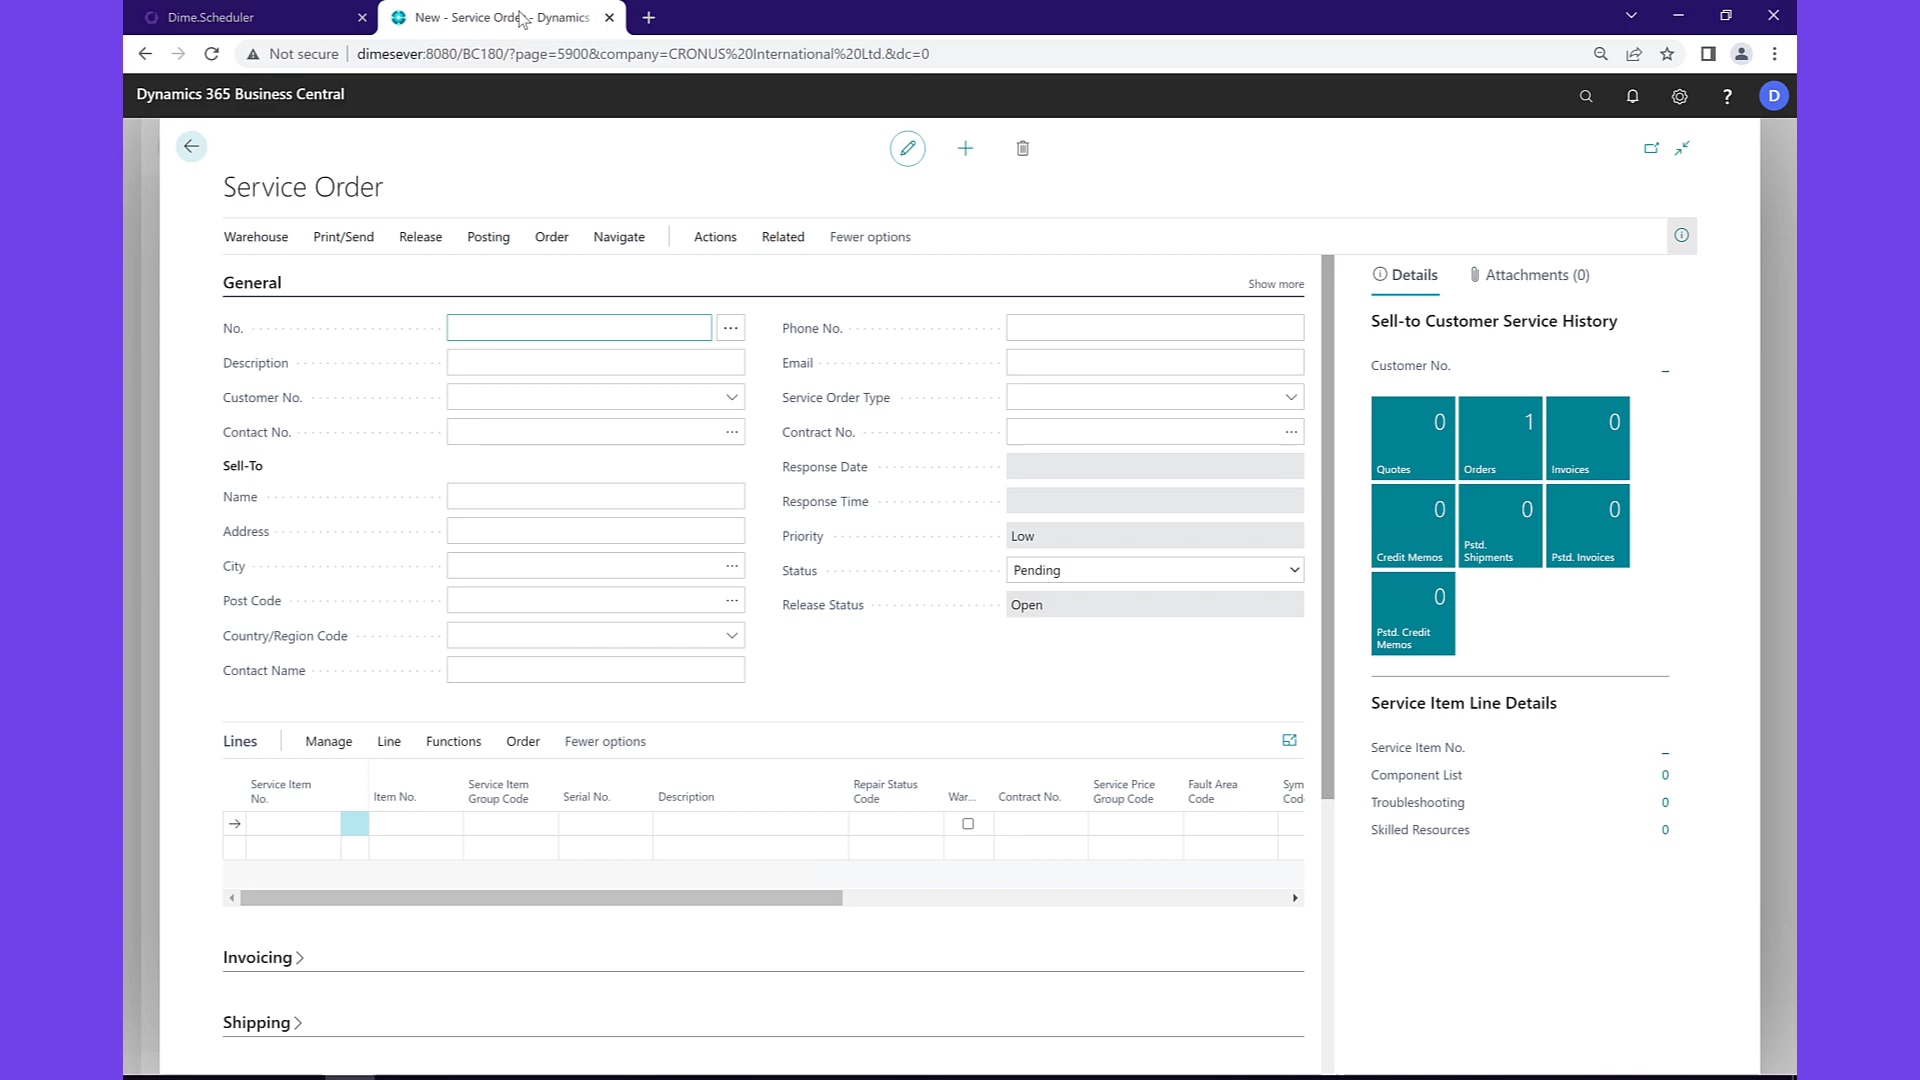 Dime.Scheduler
New - Service Orde - Dynamics
Not secure
dimesever:8080/BC180/?page=5900&company=CRONUS%20International%20Ltd.&dc=0
Dynamics 365 Business Central
?
D
Service Order
Warehouse Print/Send Release Posting Order Navigate Actions Related Fewer options
General
Show more
No.
Description
Customer No.
Contact No.
Sell-To
Name
Address
City
Post Code
Country/Region Code
Contact Name
Phone No.
Email
Service Order Type
Contract No.
Response Date
Response Time
Priority Low
Status Pending
Release Status Open
Lines Manage Line Functions Order Fewer options
Service Item No.
Item No.
Service Item Group Code
Serial No.
Description
Repair Status Code
War...
Contract No.
Service Price Group Code
Fault Area Code
Sym
Cod
Invoicing
Shipping
Details Attachments (0)
Sell-to Customer Service History
Customer No. _
0 Quotes
1 Orders
0 Invoices
0 Credit Memos
0 Pstd. Shipments
0 Pstd. Invoices
0 Pstd. Credit Memos
Service Item Line Details
Service Item No. _
Component List 0
Troubleshooting 0
Skilled Resources 0